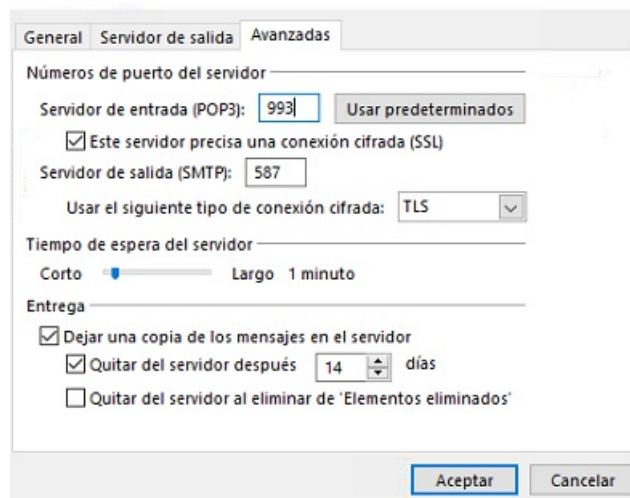 General Servidor de salida Avanzadas
Números de puerto del servidor
Servidor de entrada (POP3): 993 Usar predeterminados
Este servidor precisa una conexión cifrada (SSL)
Servidor de salida (SMTP): 587
Usar el siguiente tipo de conexión cifrada: TLS
Tiempo de espera del servidor
Corto Largo 1 minuto
Entrega
Dejar una copia de los mensajes en el servidor
Quitar del servidor después 14 días
Quitar del servidor al eliminar de 'Elementos eliminados'
Aceptar Cancelar